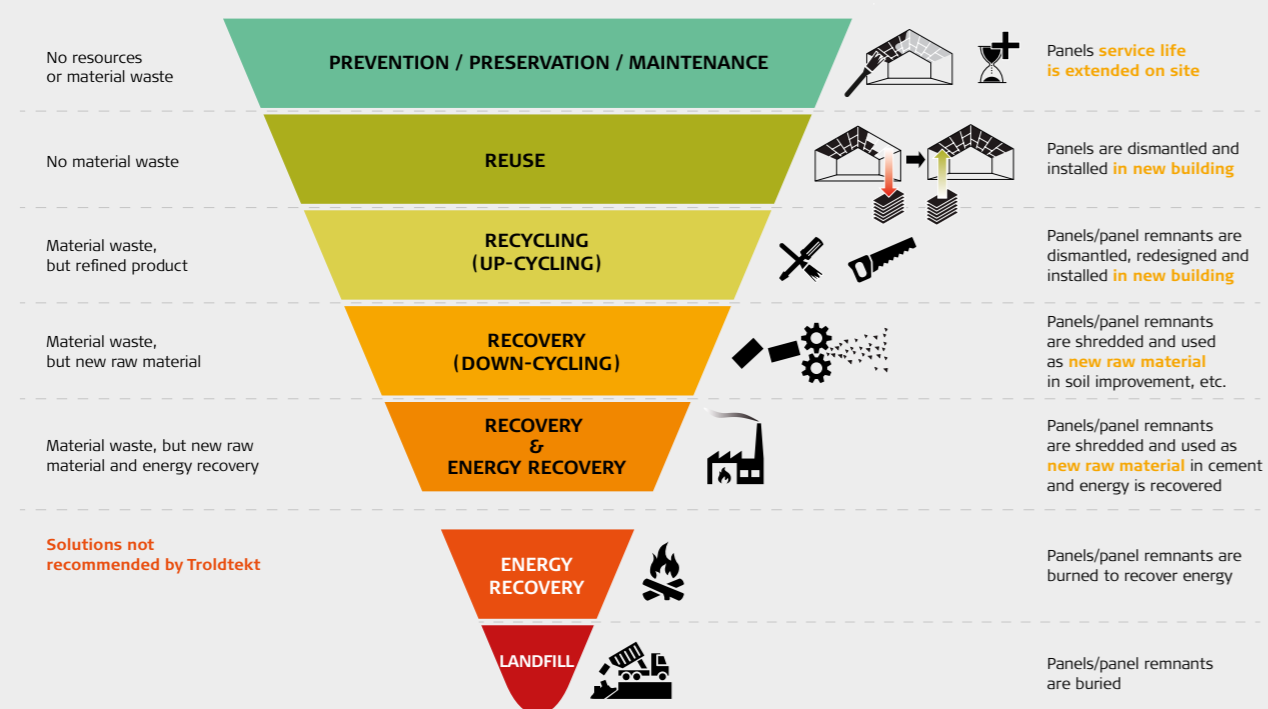 No resources
or material waste
PREVENTION / PRESERVATION / MAINTENANCE
Panels service life
is extended on site
No material waste
REUSE
Panels are dismantled and
installed in new building
Material waste,
but refined product
RECYCLING
(UP-CYCLING)
Panels/panel remnants are
dismantled, redesigned and
installed in new building
Material waste,
but new raw material
RECOVERY
(DOWN-CYCLING)
Panels/panel remnants
are shredded and used
as new raw material
in soil improvement, etc.
Material waste, but new raw
material and energy recovery
RECOVERY
&
ENERGY RECOVERY
Panels/panel remnants
are shredded and used as
new raw material in cement
and energy is recovered
Solutions not
recommended by Troldtekt
ENERGY
RECOVERY
Panels/panel remnants are
burned to recover energy
LANDFILL
Panels/panel remnants
are buried